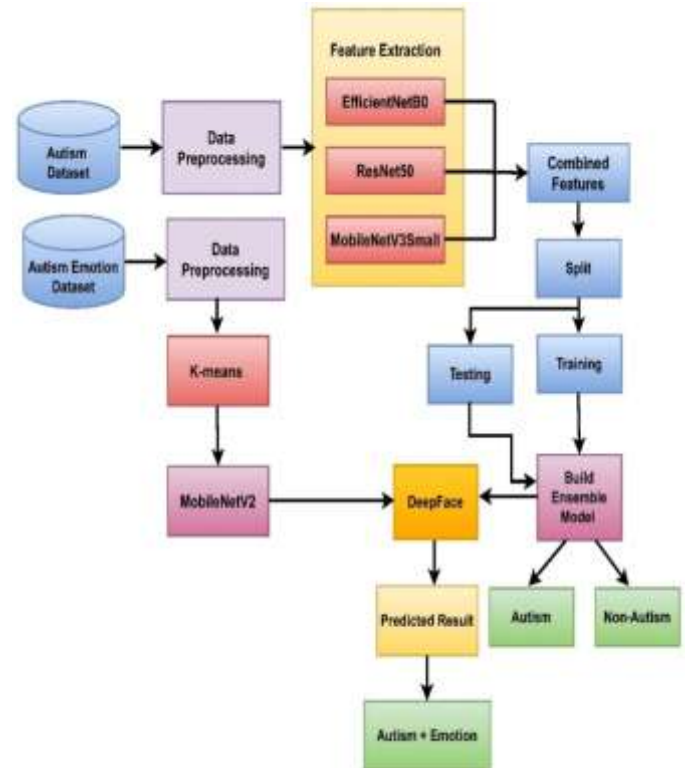 Feature Extraction
EfficientNetB0
Autism
Dataset
Data
Preprocessing
ResNet50
Combined
Features
MobileNetV3Small
Autism Emotion
Dataset
Data
Preprocessing
Split
K-means
Testing
Training
MobileNetV2
DeepFace
Build
Ensemble
Model
Predicted Result
Autism
Non-Autism
Autism + Emotion